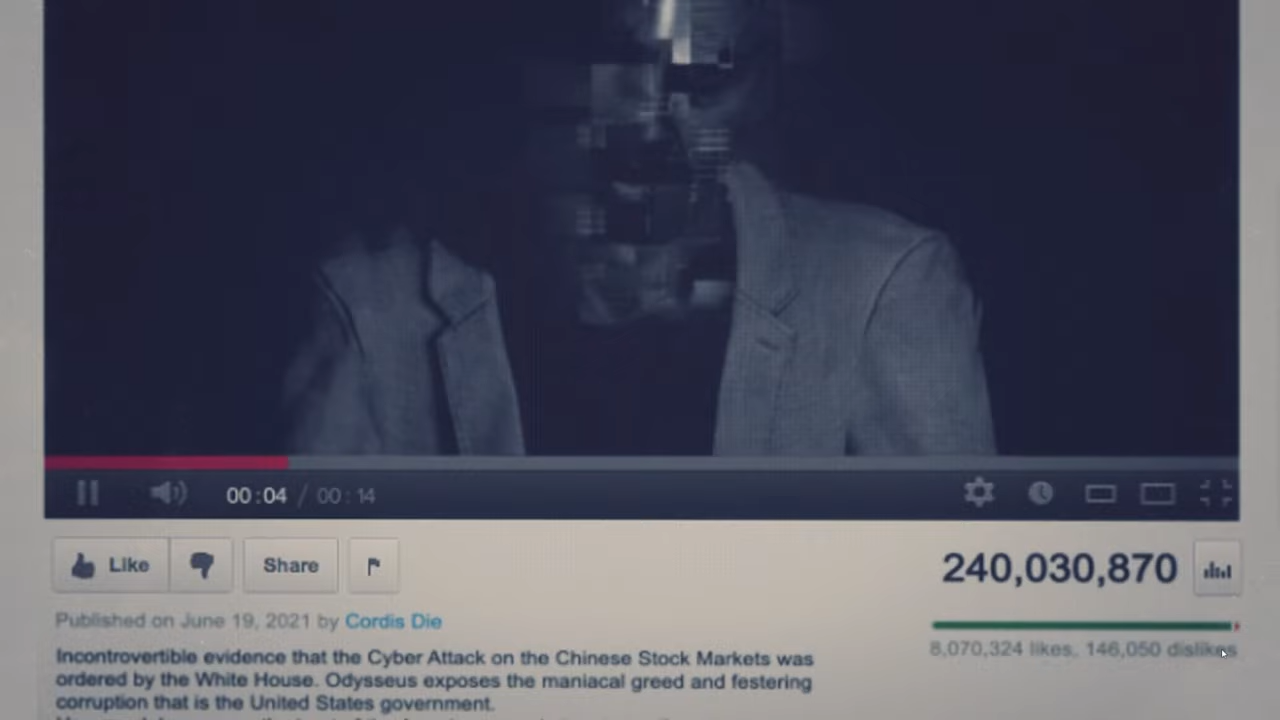 00:04 / 00:14
Like
Share
240,030,870
Published on June 19, 2021 by Cordis Die
8,070,324 likes, 146,050 dislikes
Incontrovertible evidence that the Cyber Attack on the Chinese Stock Markets was
ordered by the White House. Odysseus exposes the maniacal greed and festering
corruption that is the United States government.